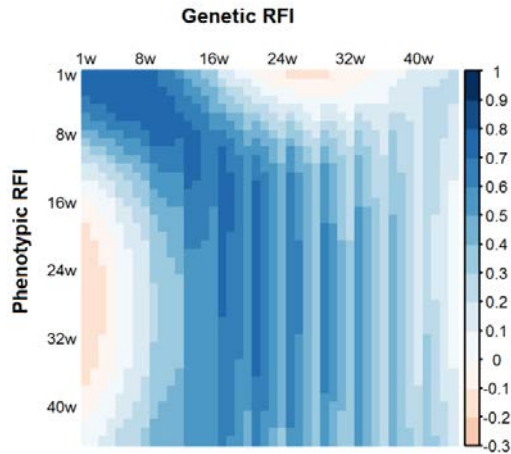 Genetic RFI
1w 8w 16w 24w 32w 40w
Phenotypic RFI
1w
8w
16w
24w
32w
40w
1
0.9
0.8
0.7
0.6
0.5
0.4
0.3
0.2
0.1
0
-0.1
-0.2
-0.3